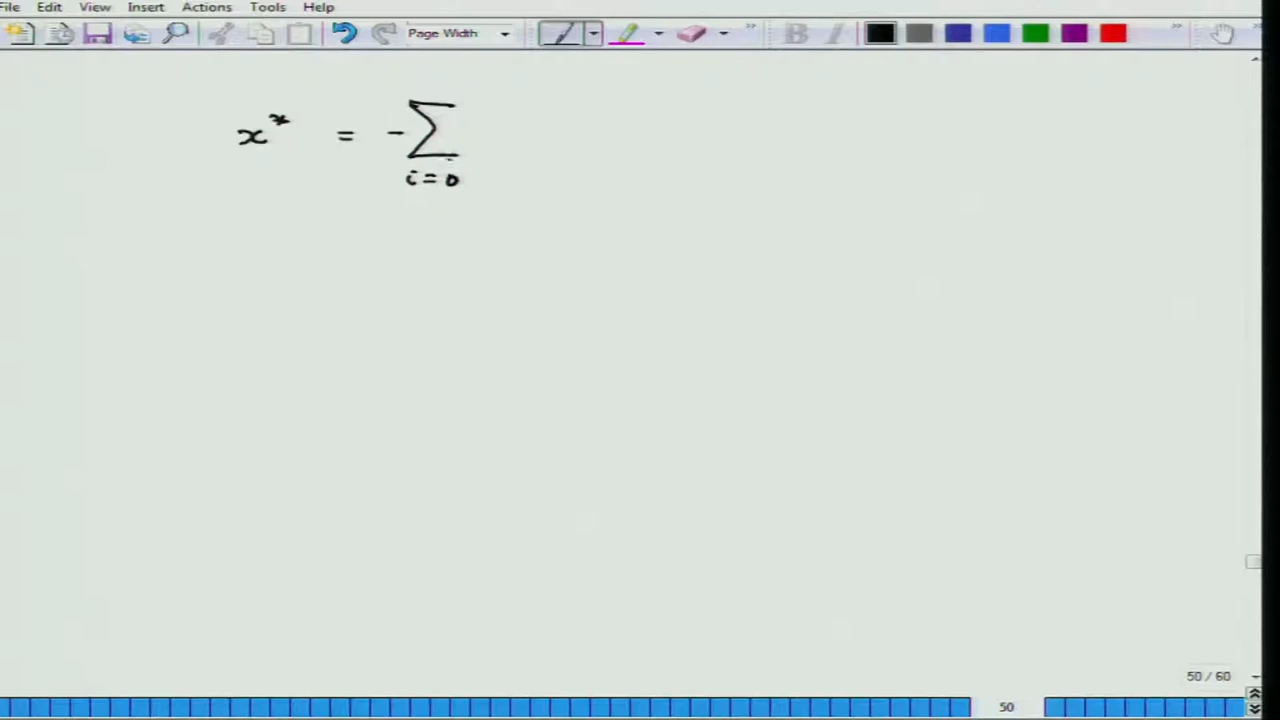 File Edit View Insert Actions Tools Help
Page Width
x* = -∑
i=0
50 / 60
50